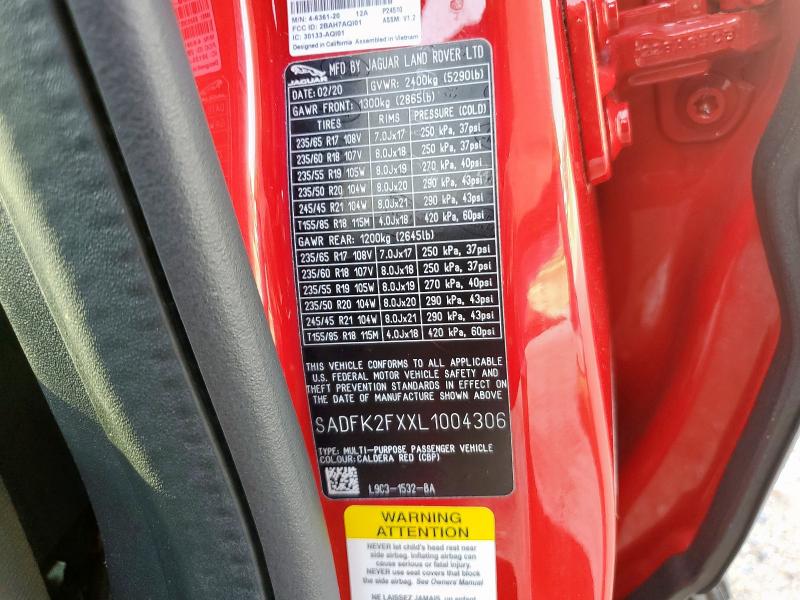 M/N: 4-6361-20 12A P24510
FCC ID: 2BAH7AQI01 ASSM. V1.2
IC: 30133-AQI01
Designed in California. Assembled in Vietnam
JAGUAR
MFD BY JAGUAR LAND ROVER LTD
DATE: 02/20 GVWR: 2400kg (5290lb)
GAWR FRONT: 1300kg (2865lb)
TIRES RIMS PRESSURE (COLD)
235/65 R17 108V 7.0Jx17 250 kPa, 37psi
235/60 R18 107V 8.0Jx18 250 kPa, 37psi
235/55 R19 105W 8.0Jx19 270 kPa, 40psi
235/50 R20 104W 8.0Jx20 290 kPa, 43psi
245/45 R21 104W 8.0Jx21 290 kPa, 43psi
T155/85 R18 115M 4.0Jx18 420 kPa, 60psi
GAWR REAR: 1200kg (2645lb)
235/65 R17 108V 7.0Jx17 250 kPa, 37psi
235/60 R18 107V 8.0Jx18 250 kPa, 37psi
235/55 R19 105W 8.0Jx19 270 kPa, 40psi
235/50 R20 104W 8.0Jx20 290 kPa, 43psi
245/45 R21 104W 8.0Jx21 290 kPa, 43psi
T155/85 R18 115M 4.0Jx18 420 kPa, 60psi
THIS VEHICLE CONFORMS TO ALL APPLICABLE
U.S. FEDERAL MOTOR VEHICLE SAFETY AND
THEFT PREVENTION STANDARDS IN EFFECT ON
THE DATE OF MANUFACTURE SHOWN ABOVE
SADFK2FXXL1004306
TYPE: MULTI-PURPOSE PASSENGER VEHICLE
COLOUR: CALDERA RED (CBP)
L9C3-1532-BA
WARNING
ATTENTION
NEVER let child's head rest near
side airbag. Inflating airbag can
cause serious or fatal injury.
NEVER use seat covers that block the
side airbag. See Owners Manual
NE LAISSEZ JAMAIS, un enfant